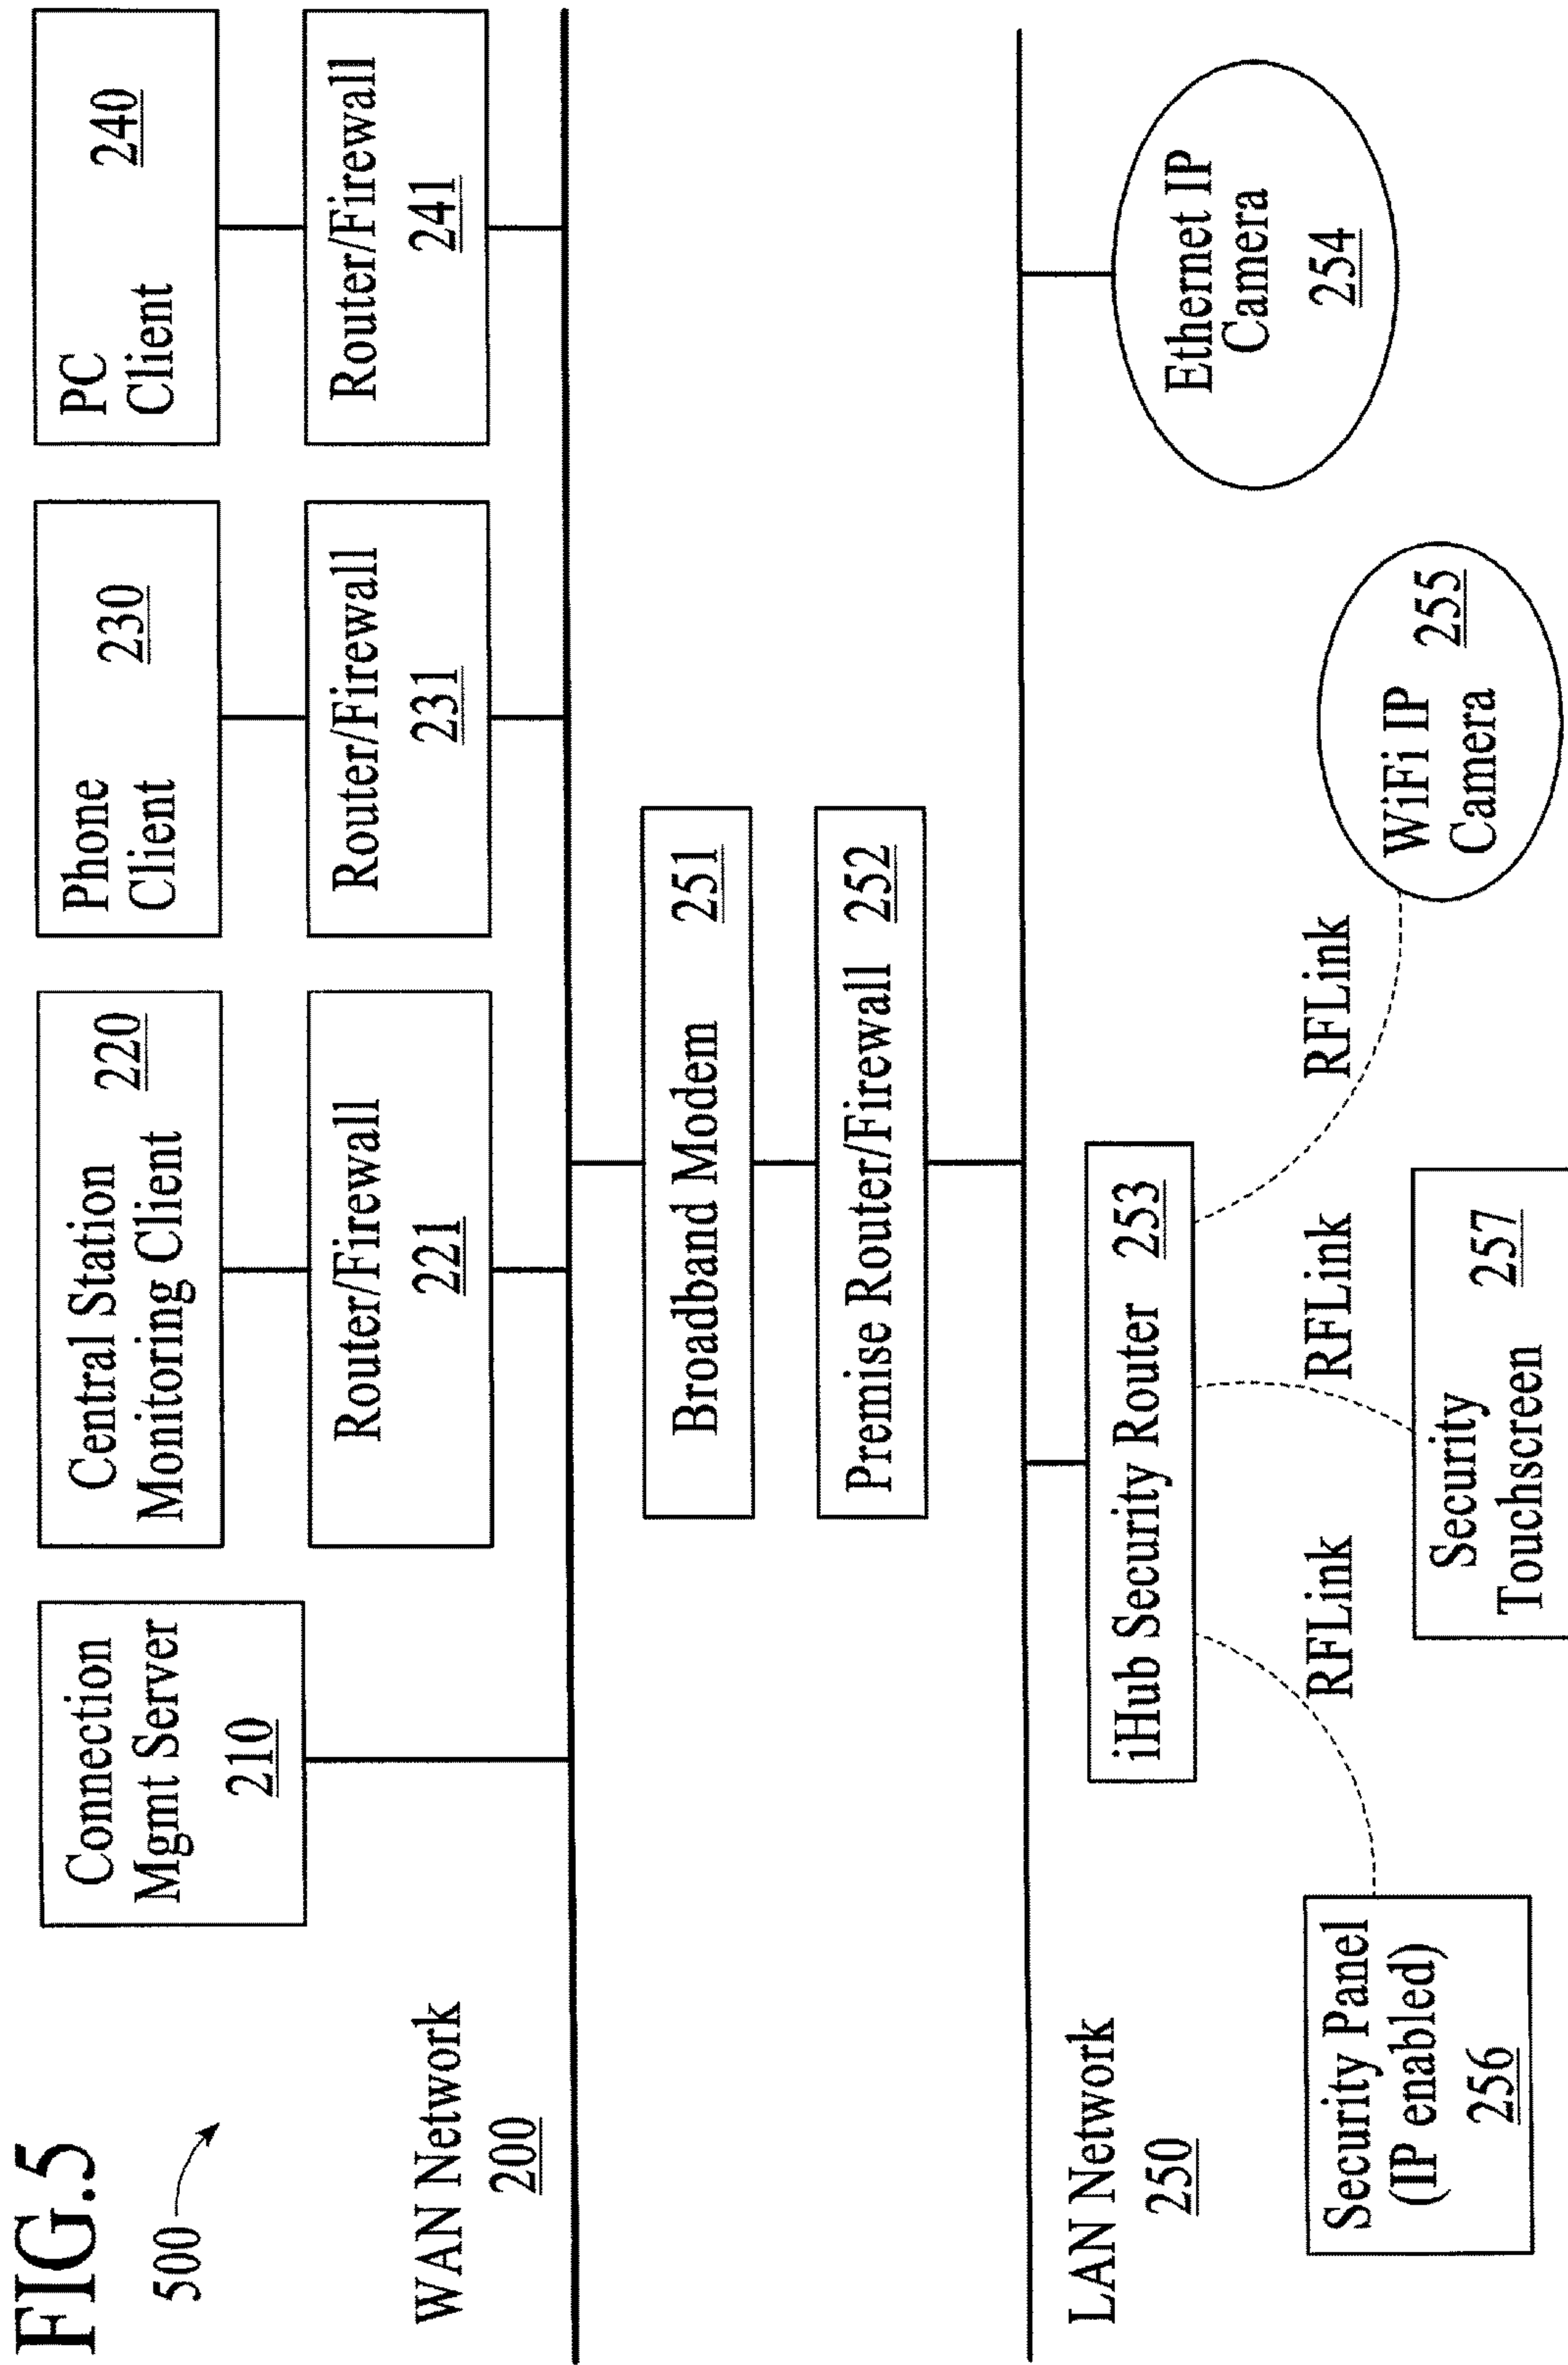 FIG.5
500
Connection
Mgmt Server
210
Central Station
Monitoring Client
220
Phone
Client
230
PC
Client
240
Router/Firewall
221
Router/Firewall
231
Router/Firewall
241
WAN Network
200
Broadband Modem 251
Premise Router/Firewall 252
LAN Network
250
iHub Security Router 253
Ethernet IP
Camera
254
RFLink
RFLink
RFLink
Security Panel
(IP enabled)
256
Security
Touchscreen
257
WiFi IP
Camera
255